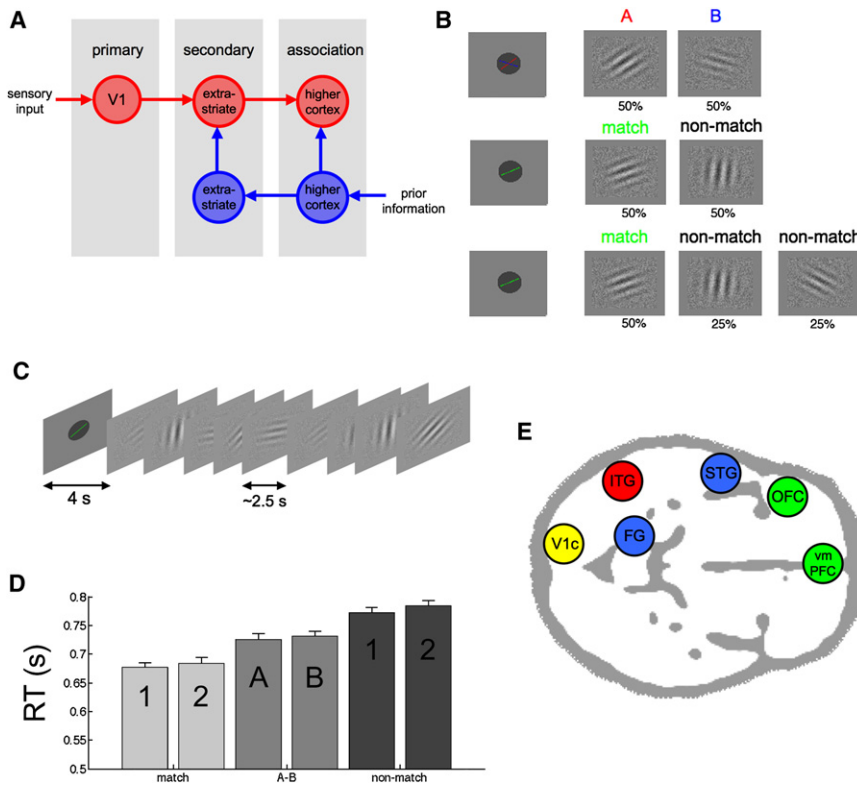 A
primary
secondary
association
sensory
input
V1
extra-
striate
higher
cortex
extra-
striate
higher
cortex
prior
information
B
A
B
50%
50%
match
non-match
50%
50%
match
non-match
non-match
50%
25%
25%
C
4 s
~2.5 s
D
RT (s)
0.8
0.75
0.7
0.65
0.6
0.55
0.5
1
2
A
B
1
2
match
A-B
non-match
E
ITG
STG
OFC
V1c
FG
vm
PFC